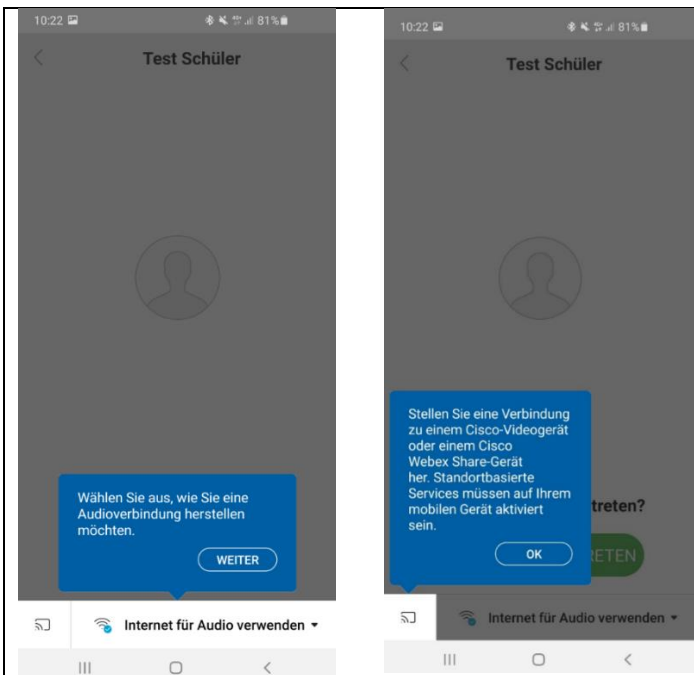 10:22
81%
Test Schüler
Wählen Sie aus, wie Sie eine
Audioverbindung herstellen
möchten.
WEITER
Internet für Audio verwenden
10:22
81%
Test Schüler
Stellen Sie eine Verbindung
zu einem Cisco-Videogerät
oder einem Cisco
Webex Share-Gerät
her. Standortbasierte
Services müssen auf Ihrem
mobilen Gerät aktiviert
sein.
OK
treten?
RETEN
Internet für Audio verwenden